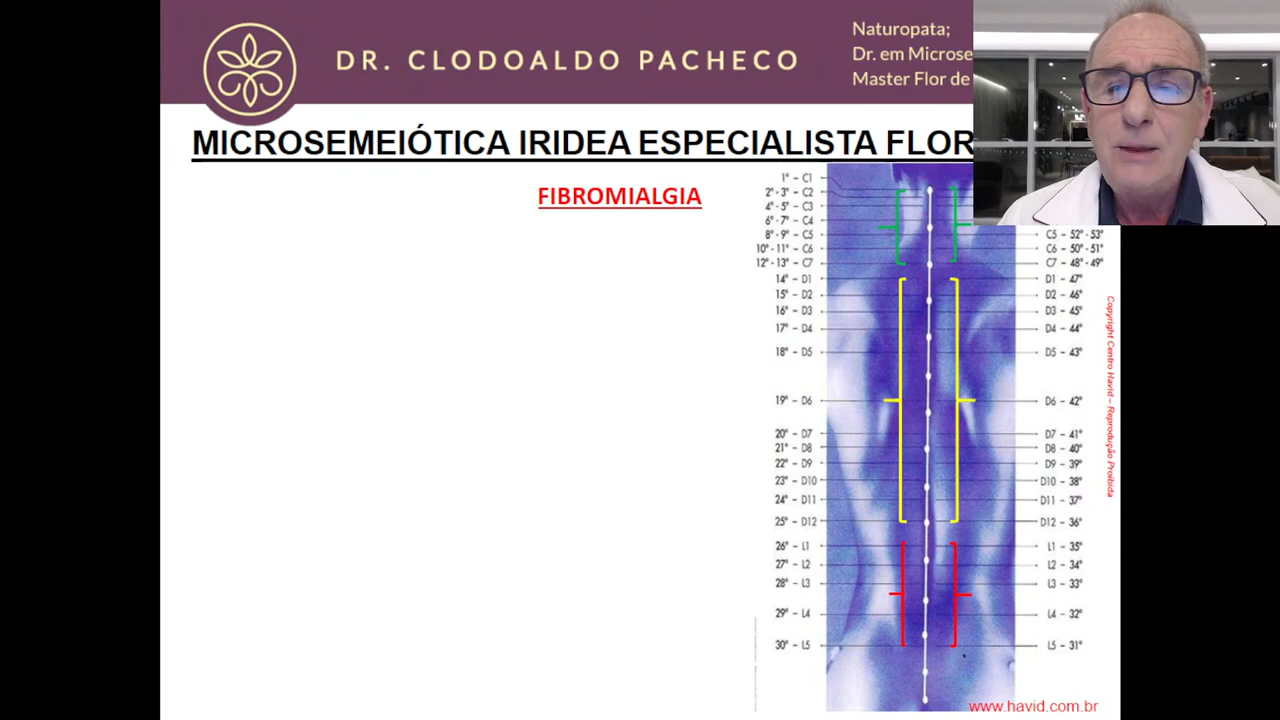 DR. CLODOALDO PACHECO
Naturopata;
Dr. em Microse
Master Flor de
MICROSEMEIÓTICA IRIDEA ESPECIALISTA FLOR
FIBROMIALGIA
1° – C1
2° - 3° – C2
4° - 5° – C3
6° - 7° – C4
8° - 9° – C5
10° - 11° – C6
12° - 13° – C7
14° – D1
15° – D2
16° – D3
17° – D4
18° – D5
19° – D6
20° – D7
21° – D8
22° – D9
23° – D10
24° – D11
25° – D12
26° – L1
27° – L2
28° – L3
29° – L4
30° – L5
C5 – 52° - 53°
C6 – 50° - 51°
C7 – 48° - 49°
D1 – 47°
D2 – 46°
D3 – 45°
D4 – 44°
D5 – 43°
D6 – 42°
D7 – 41°
D8 – 40°
D9 – 39°
D10 – 38°
D11 – 37°
D12 – 36°
L1 – 35°
L2 – 34°
L3 – 33°
L4 – 32°
L5 – 31°
Copyright Centro Havid – Reprodução Proibida
www.havid.com.br